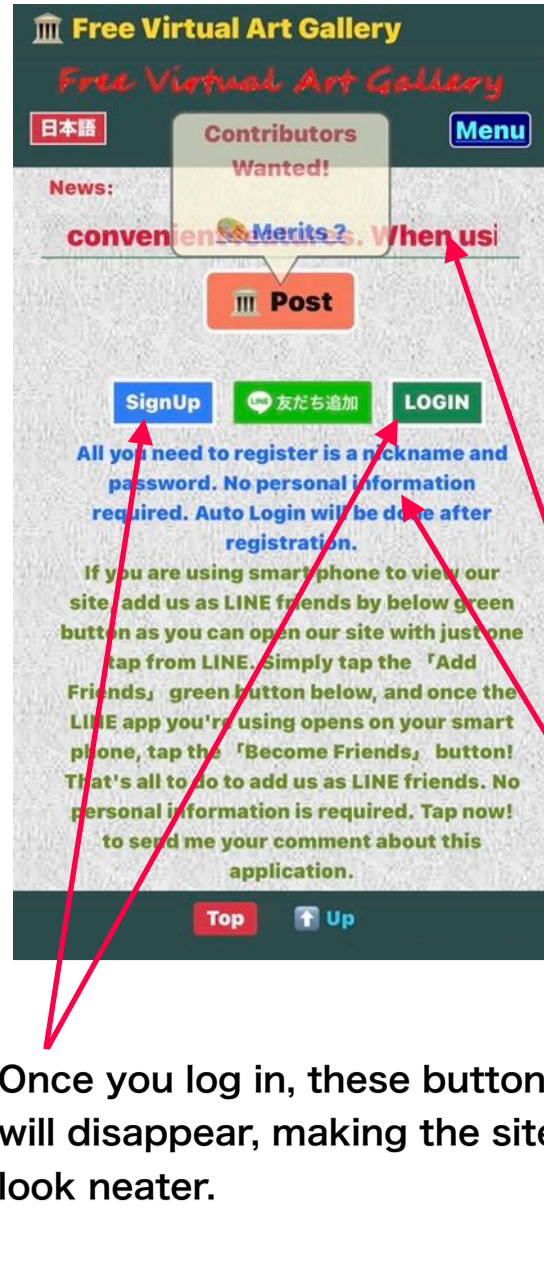 🏛 Free Virtual Art Gallery
Free Virtual Art Gallery
日本語
Contributors
Wanted!
🎨Merits ?
Menu
News:
convenient features. When usi
🏛 Post
SignUp
LINE 友だち追加
LOGIN
All you need to register is a nickname and
password. No personal information
required. Auto Login will be done after
registration.
If you are using smart phone to view our
site, add us as LINE friends by below green
button as you can open our site with just one
tap from LINE. Simply tap the 「Add
Friends」 green button below, and once the
LINE app you're using opens on your smart
phone, tap the 「Become Friends」 button!
That's all to do to add us as LINE friends. No
personal information is required. Tap now!
to send me your comment about this
application.
Top
⬆ Up
Once you log in, these button
will disappear, making the site
look neater.